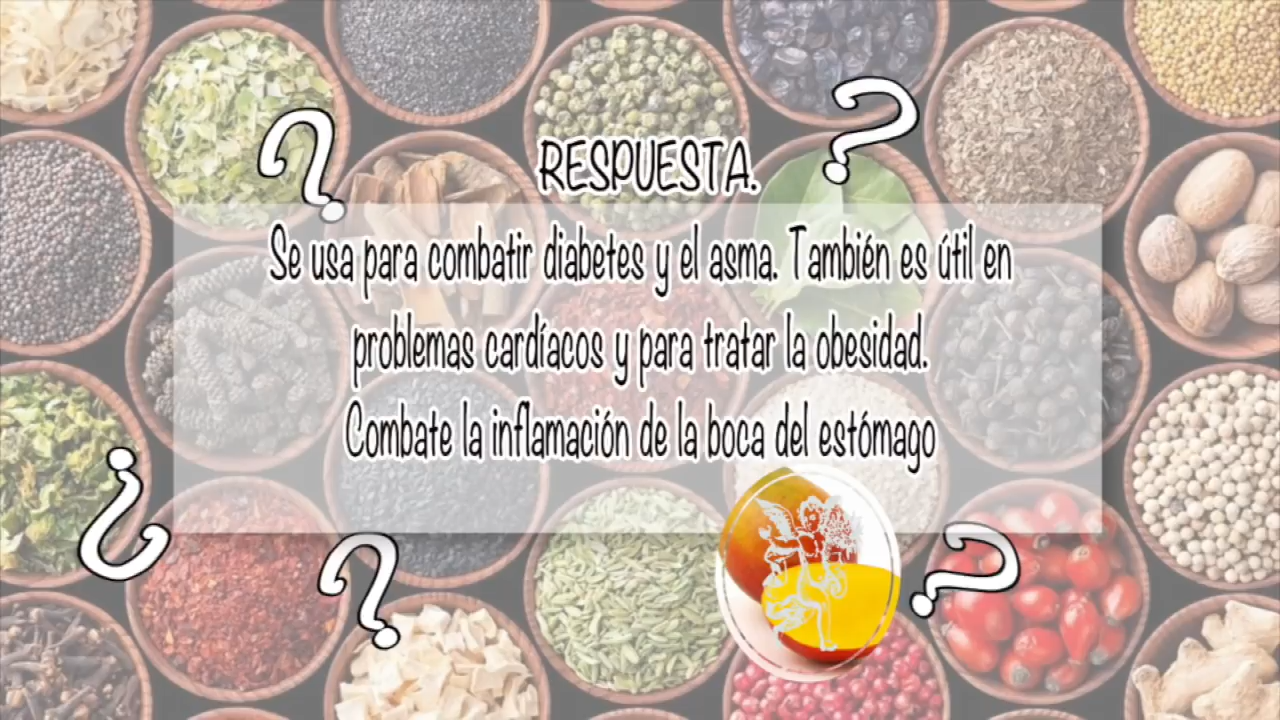 RESPUESTA.
Se usa para combatir diabetes y el asma. También es útil en
problemas cardíacos y para tratar la obesidad.
Combate la inflamación de la boca del estómago